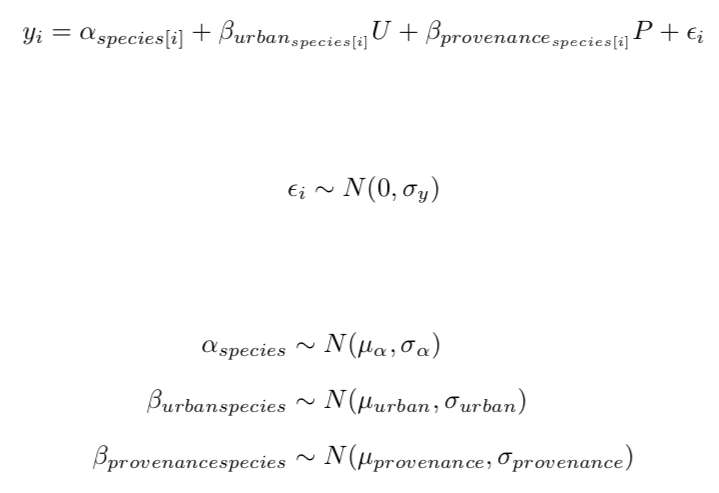 y_i = α_{species[i]} + β_{urban_{species[i]}}U + β_{provenance_{species[i]}}P + ϵ_i
ϵ_i ∼ N(0, σ_y)
α_{species} ∼ N(μ_α, σ_α)
β_{urbanspecies} ∼ N(μ_{urban}, σ_{urban})
β_{provenancespecies} ∼ N(μ_{provenance}, σ_{provenance})